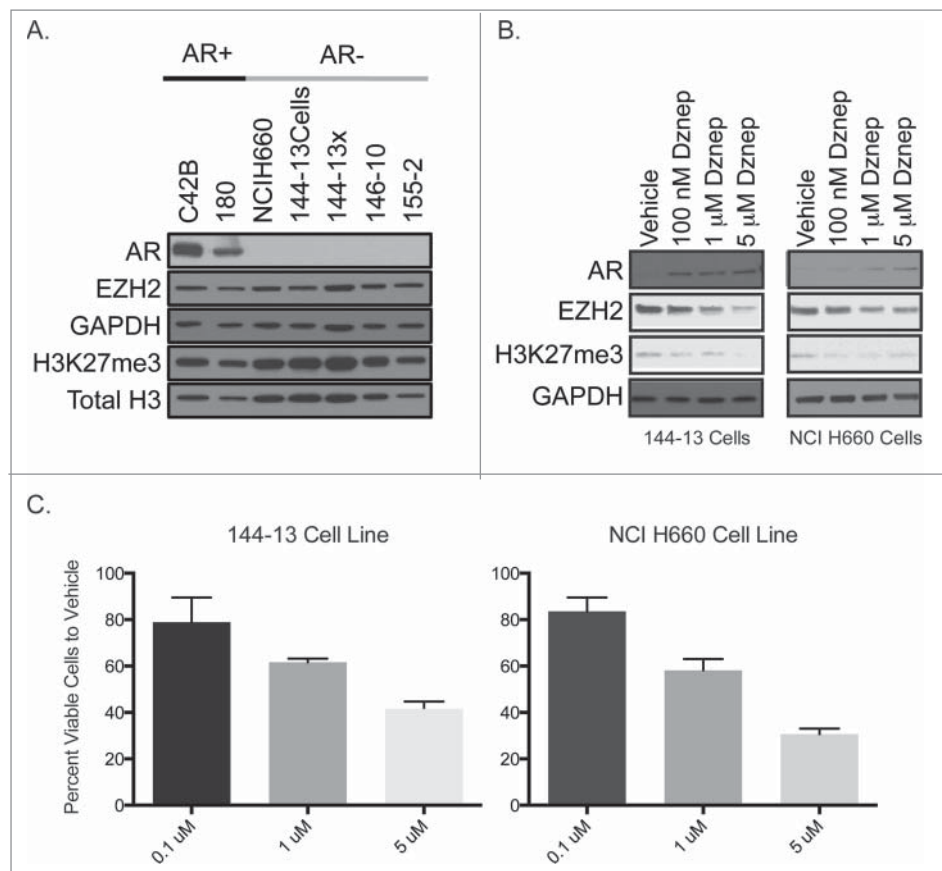 A.
AR+ AR-
C42B
180
NCIH660
144-13Cells
144-13x
146-10
155-2
AR
EZH2
GAPDH
H3K27me3
Total H3
B.
Vehicle
100 nM Dznep
1 μM Dznep
5 μM Dznep
Vehicle
100 nM Dznep
1 μM Dznep
5 μM Dznep
AR
EZH2
H3K27me3
GAPDH
144-13 Cells
NCI H660 Cells
C.
144-13 Cell Line
Percent Viable Cells to Vehicle
100
80
60
40
20
0
0.1 uM
1 uM
5 uM
NCI H660 Cell Line
100
80
60
40
20
0
0.1 uM
1 uM
5 uM